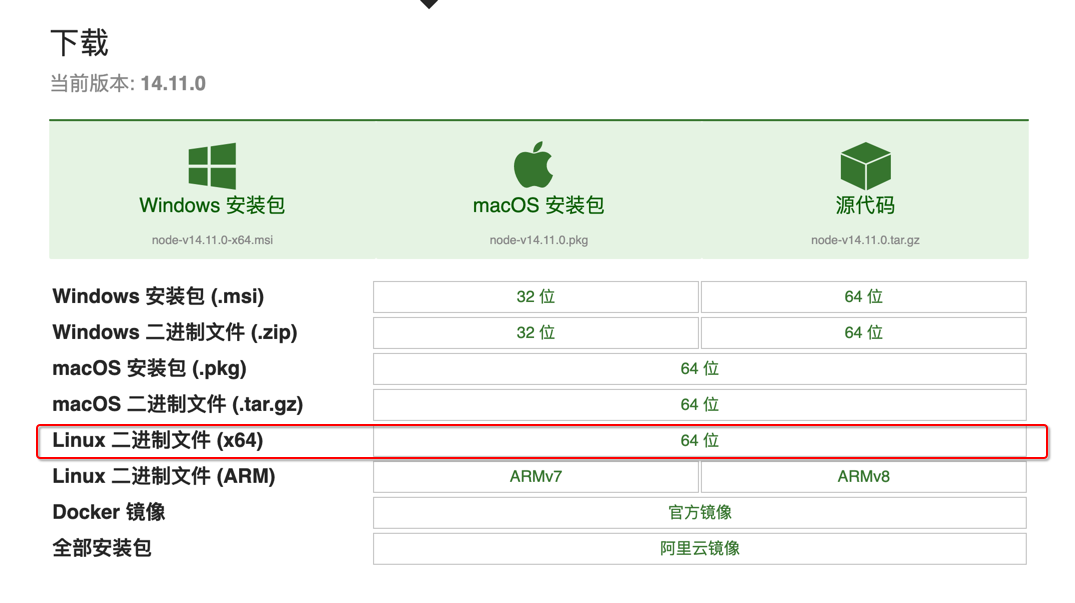 下载
当前版本: 14.11.0
Windows 安装包 macOS 安装包 源代码
node-v14.11.0-x64.msi node-v14.11.0.pkg node-v14.11.0.tar.gz
Windows 安装包 (.msi) 32 位 64 位
Windows 二进制文件 (.zip) 32 位 64 位
macOS 安装包 (.pkg) 64 位
macOS 二进制文件 (.tar.gz) 64 位
Linux 二进制文件 (x64) 64 位
Linux 二进制文件 (ARM) ARMv7 ARMv8
Docker 镜像 官方镜像
全部安装包 阿里云镜像